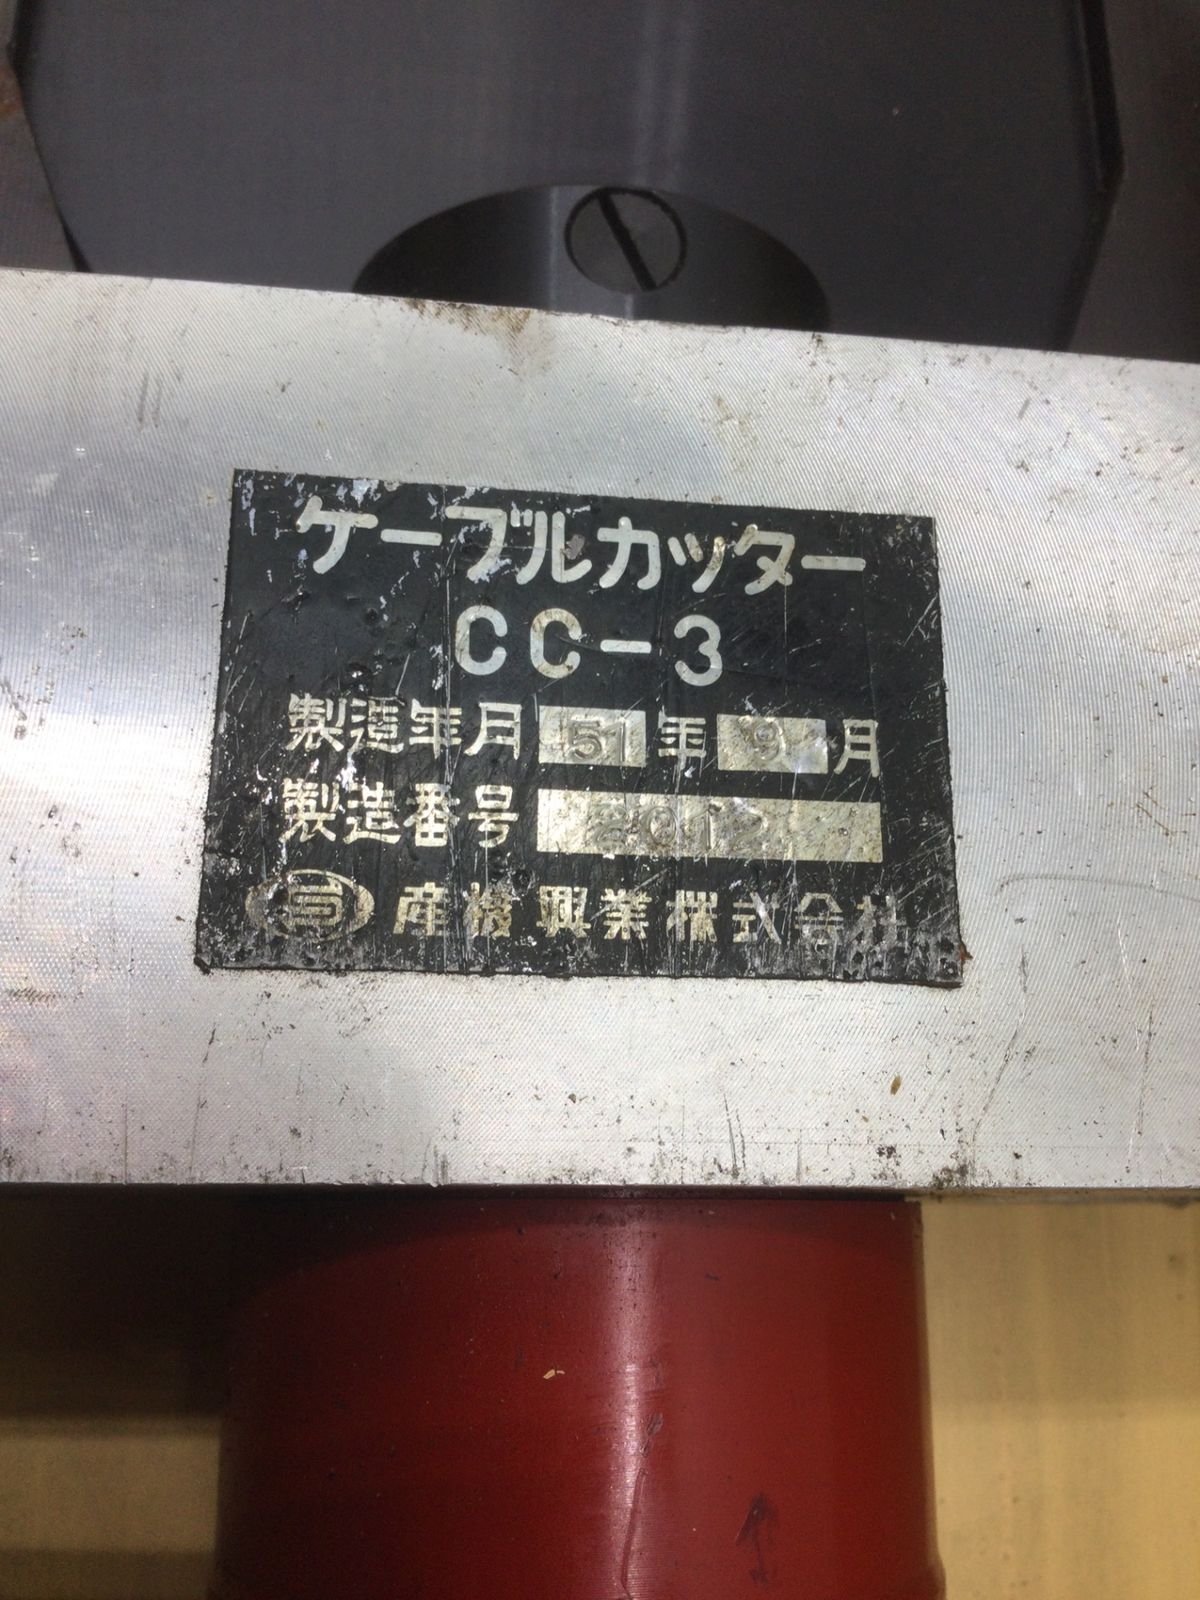 ケーブルカッター
CC-3
製造年月 51 年 9 月
製造番号 2012
産機興業株式会社